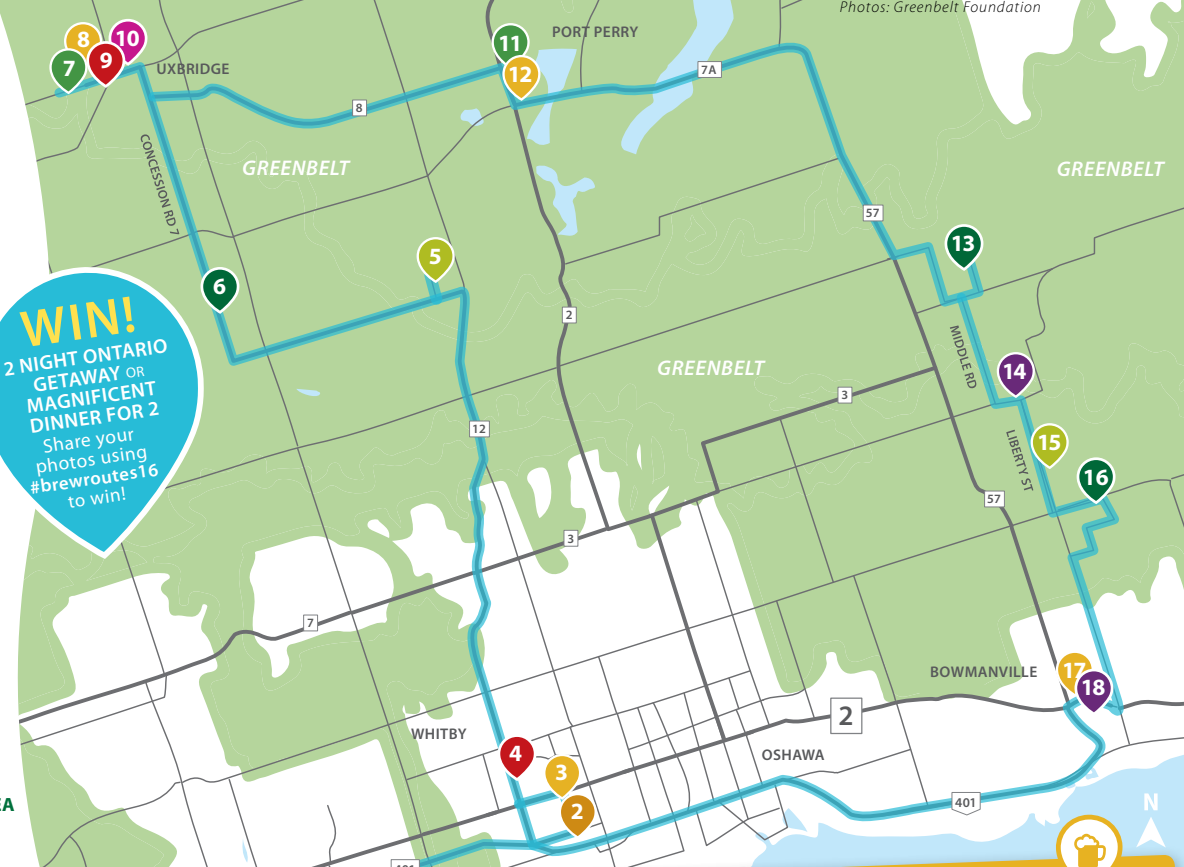 Photos: Greenbelt Foundation
8
10
7
9
UXBRIDGE
11
12
PORT PERRY
7A
8
CONCESSION RD 7
GREENBELT
GREENBELT
57
13
5
6
2
WIN!
2 NIGHT ONTARIO
GETAWAY OR
MAGNIFICENT
DINNER FOR 2
Share your
photos using
#brewroutes16
to win!
GREENBELT
MIDDLE RD
14
3
12
LIBERTY ST
15
16
57
3
7
BOWMANVILLE
17
18
2
WHITBY
4
3
2
OSHAWA
401
EA
N
401